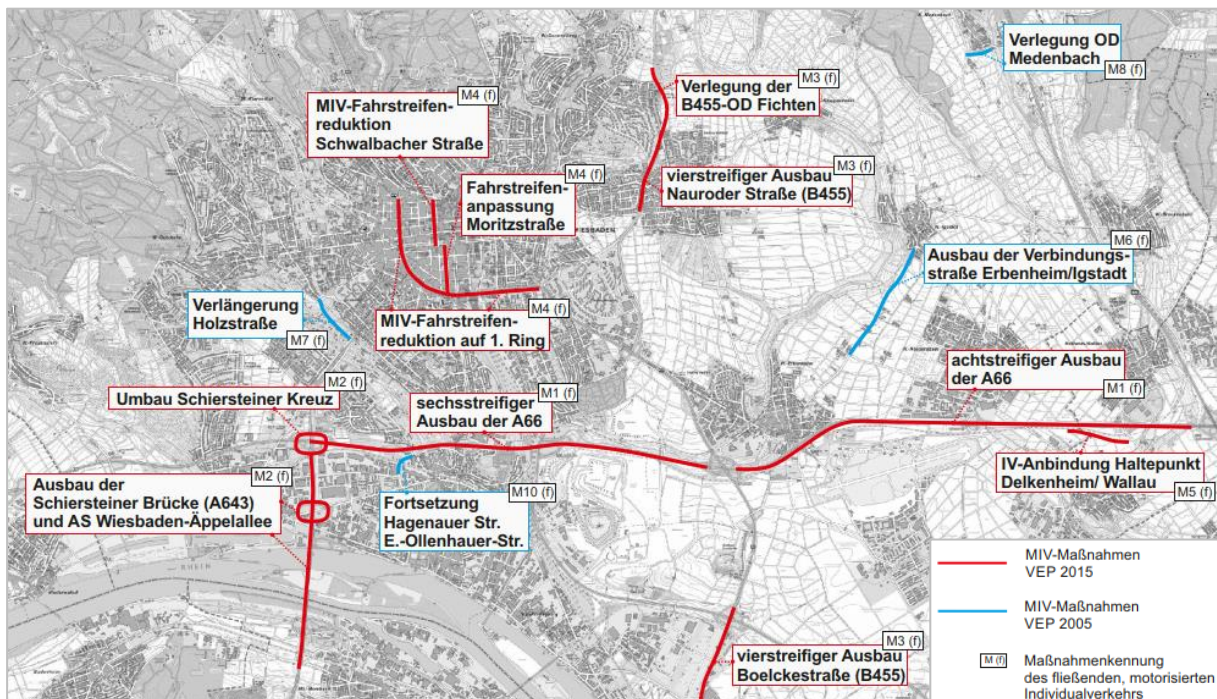 Verlegung OD
Medenbach
M8 (f)
M3 (f)
Verlegung der
B455-OD Fichten
M4 (f)
MIV-Fahrstreifen-
reduktion
Schwalbacher Straße
M4 (f)
Fahrstreifen-
anpassung
Moritzstraße
M3 (f)
vierstreifiger Ausbau
Nauroder Straße (B455)
M6 (f)
Ausbau der Verbindungs-
straße Erbenheim/Igstadt
Verlängerung
Holzstraße
M7 (f)
M4 (f)
MIV-Fahrstreifen-
reduktion auf 1. Ring
achtstreifiger Ausbau
der A66
M1 (f)
M2 (f)
Umbau Schiersteiner Kreuz
M1 (f)
sechsstreifiger
Ausbau der A66
IV-Anbindung Haltepunkt
Delkenheim/ Wallau
M5 (f)
M2 (f)
Ausbau der
Schiersteiner Brücke (A643)
und AS Wiesbaden-Äppelallee
M10 (f)
Fortsetzung
Hagenauer Str.
E.-Ollenhauer-Str.
RHEIN
M3 (f)
vierstreifiger Ausbau
Boelckestraße (B455)
MIV-Maßnahmen
VEP 2015
MIV-Maßnahmen
VEP 2005
M (f)
Maßnahmenkennung
des fließenden, motorisierten
Individualverkehrs